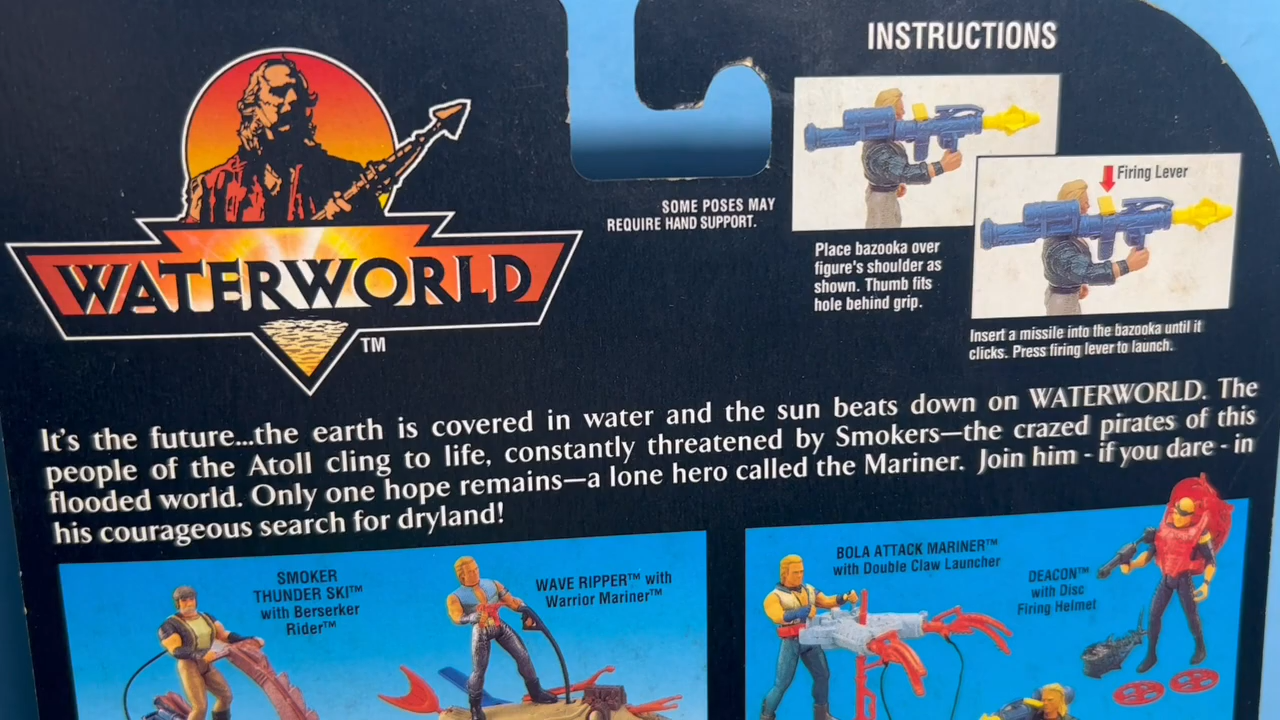 INSTRUCTIONS
Firing Lever
SOME POSES MAY
REQUIRE HAND SUPPORT.
Place bazooka over
figure's shoulder as
shown. Thumb fits
hole behind grip.
Insert a missile into the bazooka until it
clicks. Press firing lever to launch.
WATERWORLD
TM
It's the future...the earth is covered in water and the sun beats down on WATERWORLD. The
people of the Atoll cling to life, constantly threatened by Smokers—the crazed pirates of this
flooded world. Only one hope remains—a lone hero called the Mariner. Join him - if you dare - in
his courageous search for dryland!
SMOKER
THUNDER SKI™
with Berserker
Rider™
WAVE RIPPER™ with
Warrior Mariner™
BOLA ATTACK MARINER™
with Double Claw Launcher
DEACON™
with Disc
Firing Helmet